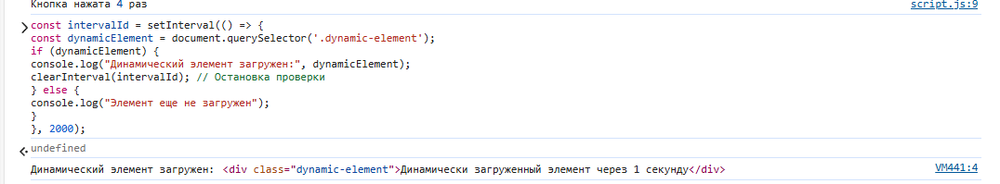 Кнопка нажата 4 раз script.js:9
const intervalId = setInterval(() => {
const dynamicElement = document.querySelector('.dynamic-element');
if (dynamicElement) {
console.log("Динамический элемент загружен:", dynamicElement);
clearInterval(intervalId); // Остановка проверки
} else {
console.log("Элемент еще не загружен");
}
}, 2000);
undefined
Динамический элемент загружен: <div class="dynamic-element">Динамически загруженный элемент через 1 секунду</div> VM441:4